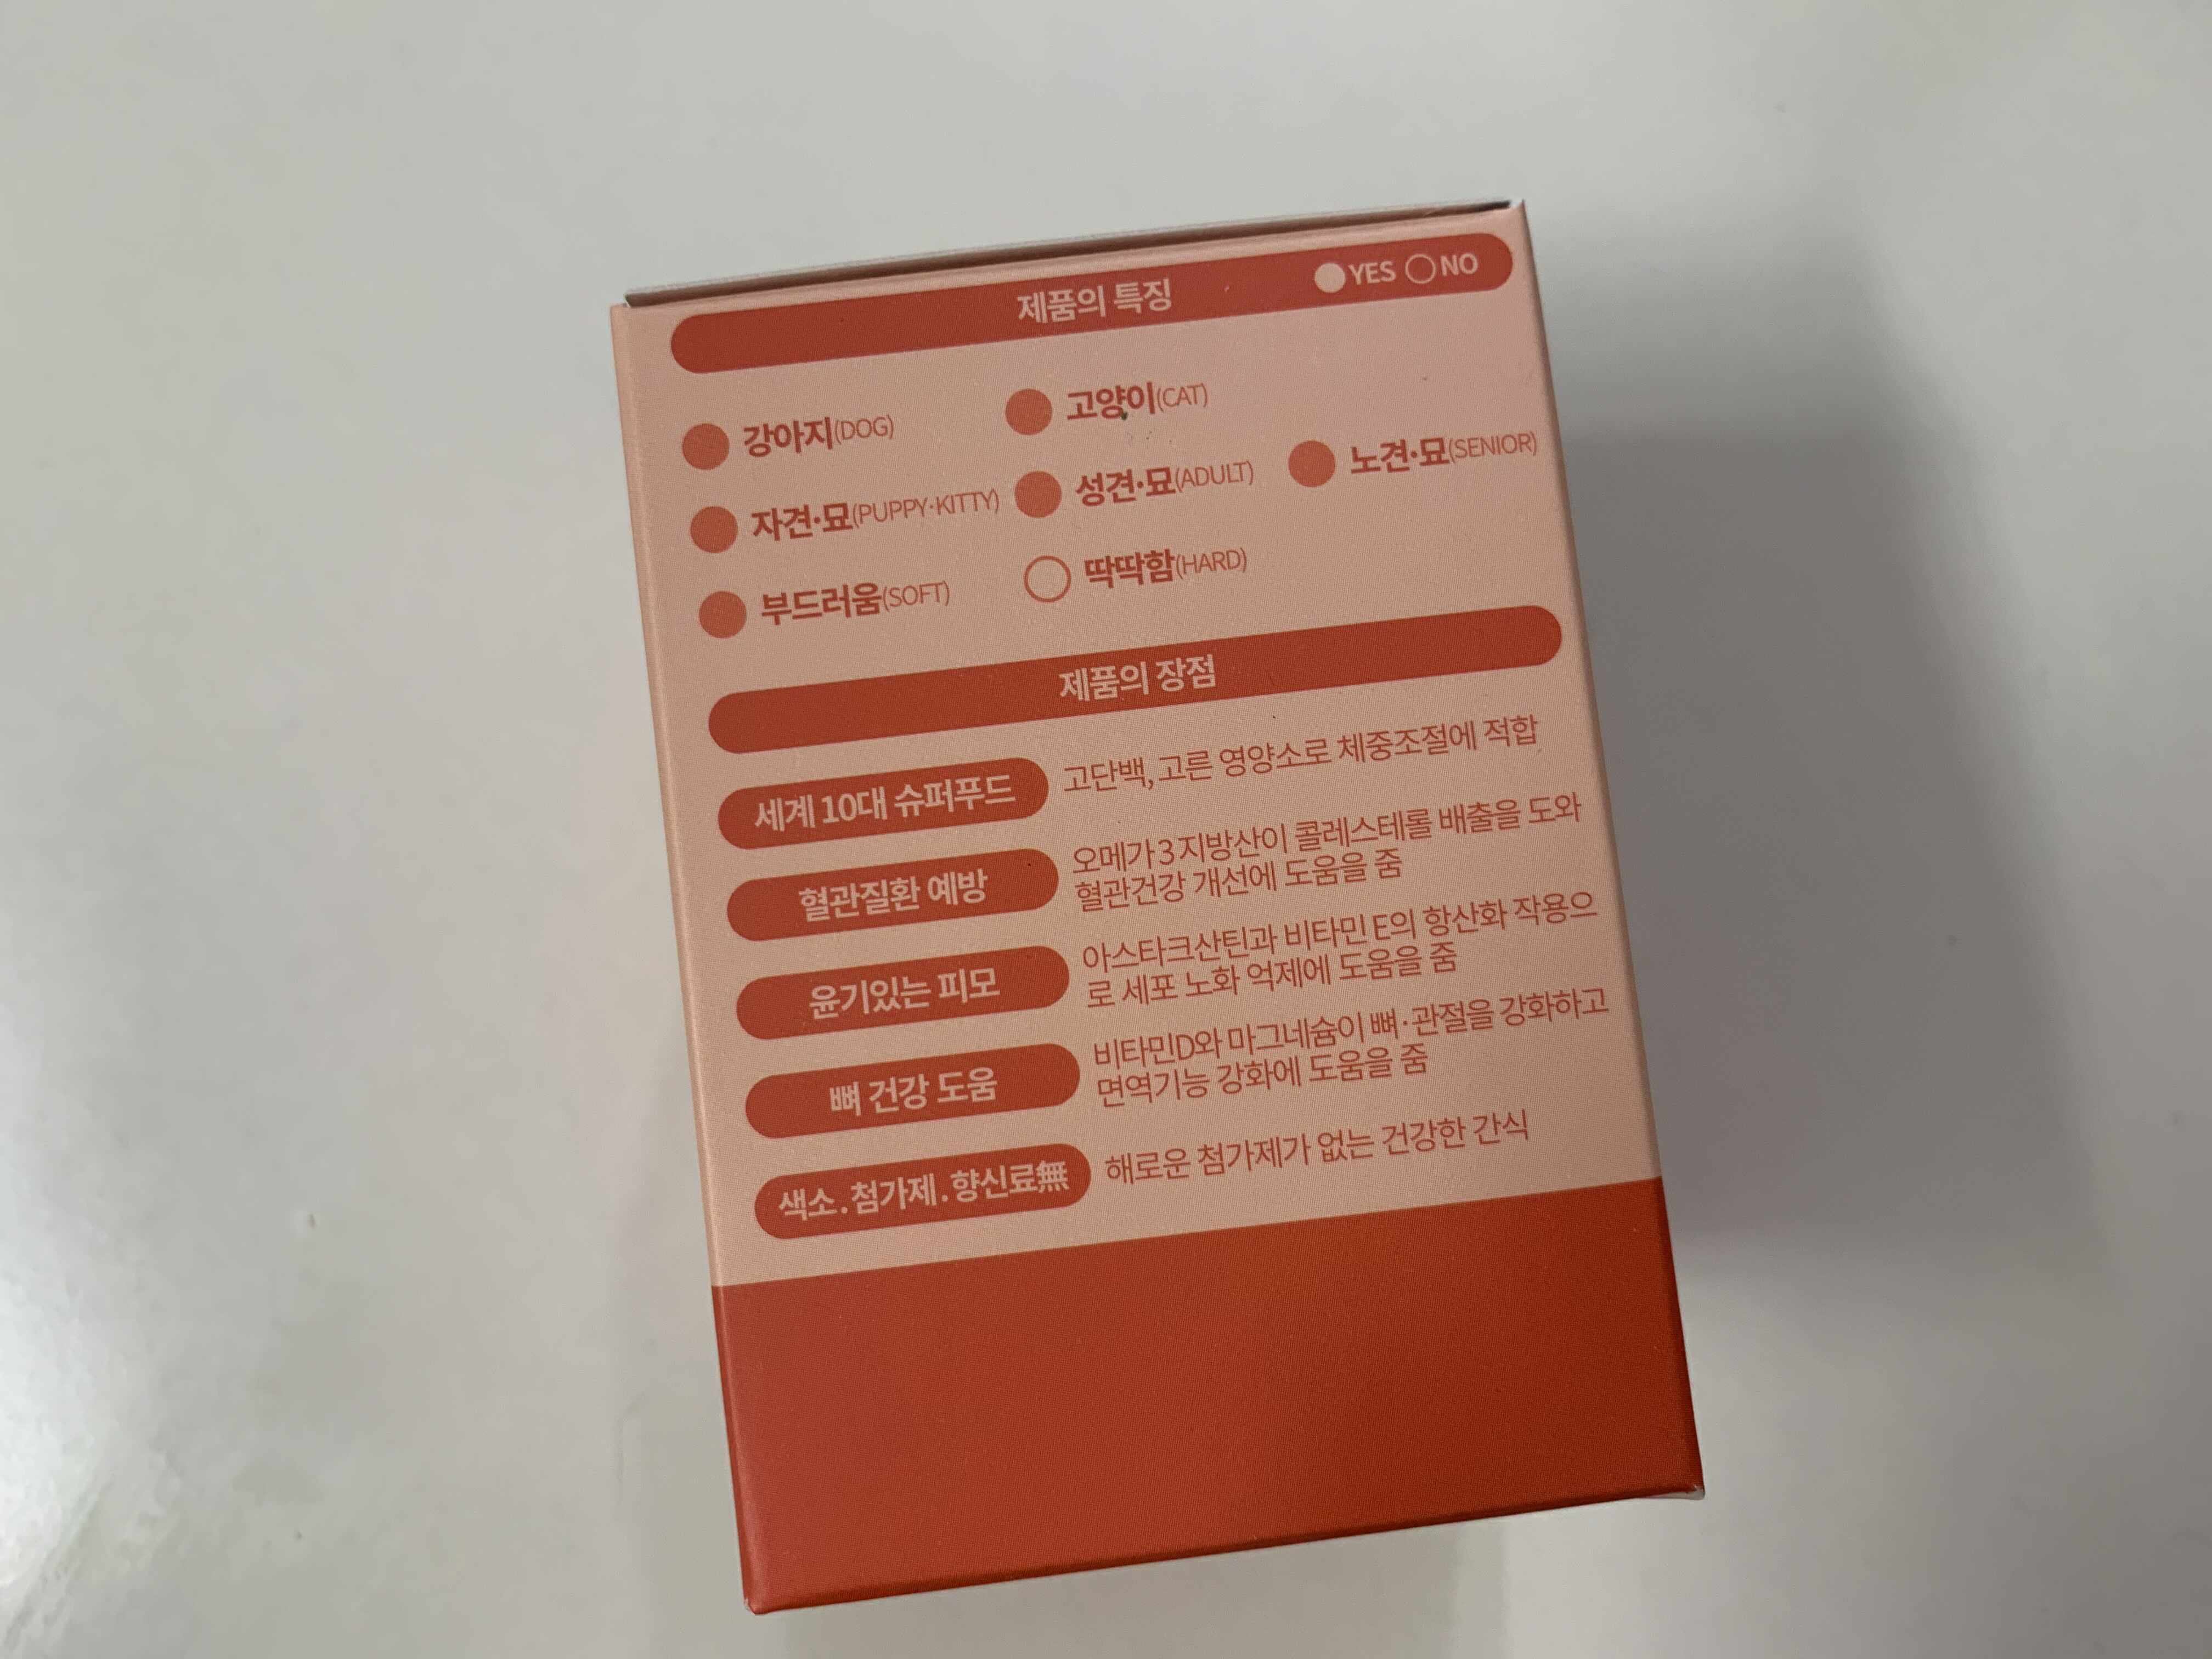 제품의 특징 YES NO
강아지(DOG) 고양이(CAT)
자견·묘(PUPPY·KITTY) 성견·묘(ADULT) 노견·묘(SENIOR)
부드러움(SOFT) 딱딱함(HARD)
제품의 장점
세계 10대 슈퍼푸드 고단백, 고른 영양소로 체중조절에 적합
혈관질환 예방 오메가3지방산이 콜레스테롤 배출을 도와
혈관건강 개선에 도움을 줌
윤기있는 피모 아스타크산틴과 비타민E의 항산화 작용으
로 세포 노화 억제에 도움을 줌
뼈 건강 도움 비타민D와 마그네슘이 뼈·관절을 강화하고
면역기능 강화에 도움을 줌
색소.첨가제.향신료無 해로운 첨가제가 없는 건강한 간식